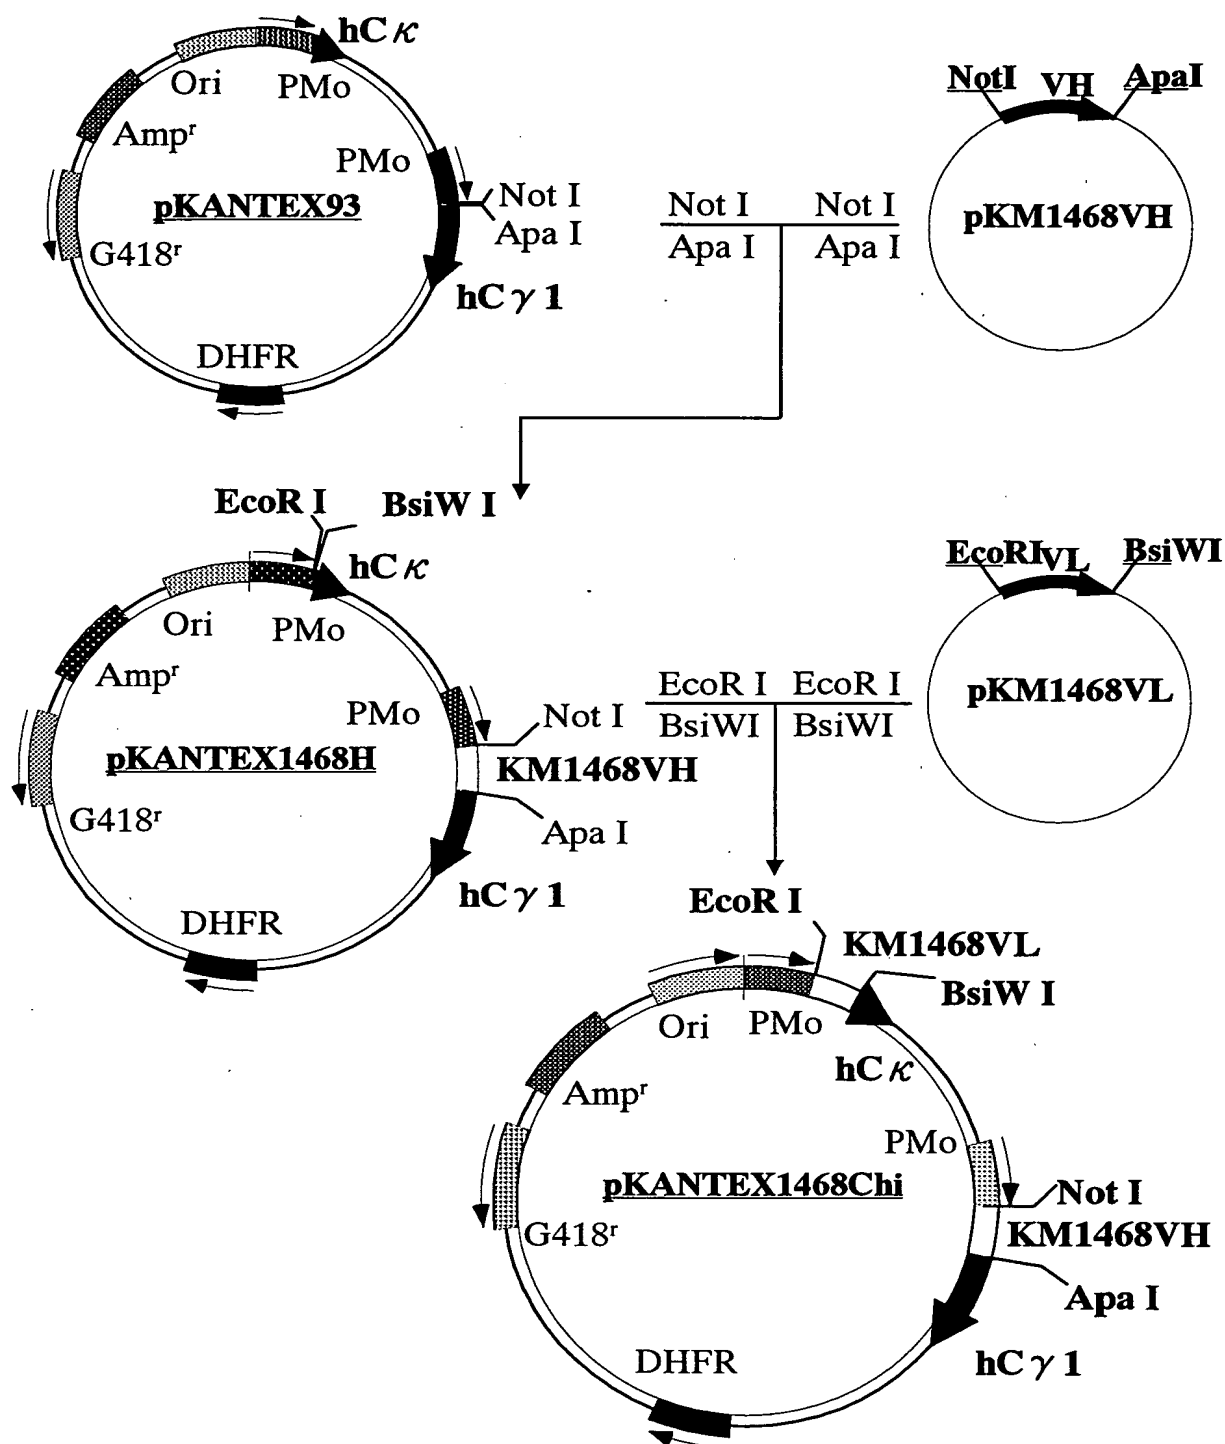 hCκ
Ori
PMo
Ampʳ
PMo
pKANTEX93
Not I
Apa I
G418ʳ
hCγ1
DHFR
NotI
VH
ApaI
Not I Not I
Apa I Apa I
pKM1468VH
EcoR I
BsiW I
hCκ
Ori
PMo
Ampʳ
PMo
Not I
pKANTEX1468H
KM1468VH
G418ʳ
Apa I
hCγ1
DHFR
EcoRI
VL
BsiWI
EcoR I EcoR I
BsiWI BsiWI
pKM1468VL
EcoR I
KM1468VL
BsiW I
Ori
PMo
hCκ
Ampʳ
PMo
pKANTEX1468Chi
Not I
KM1468VH
G418ʳ
Apa I
DHFR
hCγ1